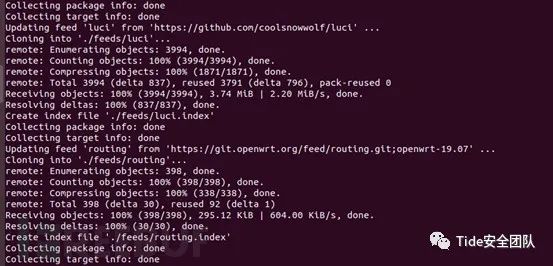 Collecting package info: done
Collecting target info: done
Updating feed 'luci' from 'https://github.com/coolsnowwolf/luci' ...
Cloning into './feeds/luci'...
remote: Enumerating objects: 3994, done.
remote: Counting objects: 100% (3994/3994), done.
remote: Compressing objects: 100% (1871/1871), done.
remote: Total 3994 (delta 837), reused 3791 (delta 796), pack-reused 0
Receiving objects: 100% (3994/3994), 3.74 MiB | 2.20 MiB/s, done.
Resolving deltas: 100% (837/837), done.
Create index file './feeds/luci.index'
Collecting package info: done
Collecting target info: done
Updating feed 'routing' from 'https://git.openwrt.org/feed/routing.git;openwrt-19.07' ...
Cloning into './feeds/routing'...
remote: Enumerating objects: 398, done.
remote: Counting objects: 100% (398/398), done.
remote: Compressing objects: 100% (338/338), done.
remote: Total 398 (delta 30), reused 92 (delta 1)
Receiving objects: 100% (398/398), 295.12 KiB | 604.00 KiB/s, done.
Resolving deltas: 100% (30/30), done.
Create index file './feeds/routing.index'
Collecting package info: done
Collecting target info: done
Tide安全团队